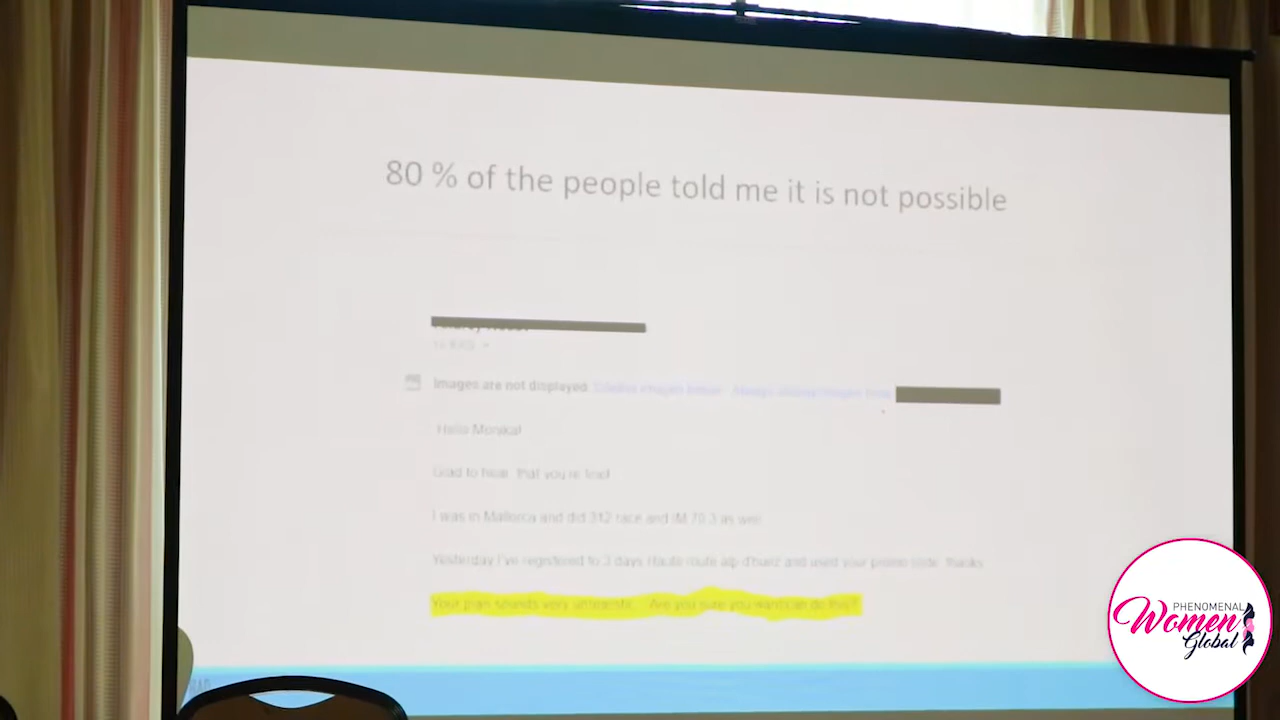 80 % of the people told me it is not possible
Images are not displayed
Hello Monika!
Glad to hear, that you're fine!
I was in Mallorca and did 312 race and IM 70.3 as well
Yesterday I've registered to 3 days Haute route alp d'huez and used your promo code, thanks
Your plan sounds very unrealistic. Are you sure you want/can do this?
PHENOMENAL
Women
Global